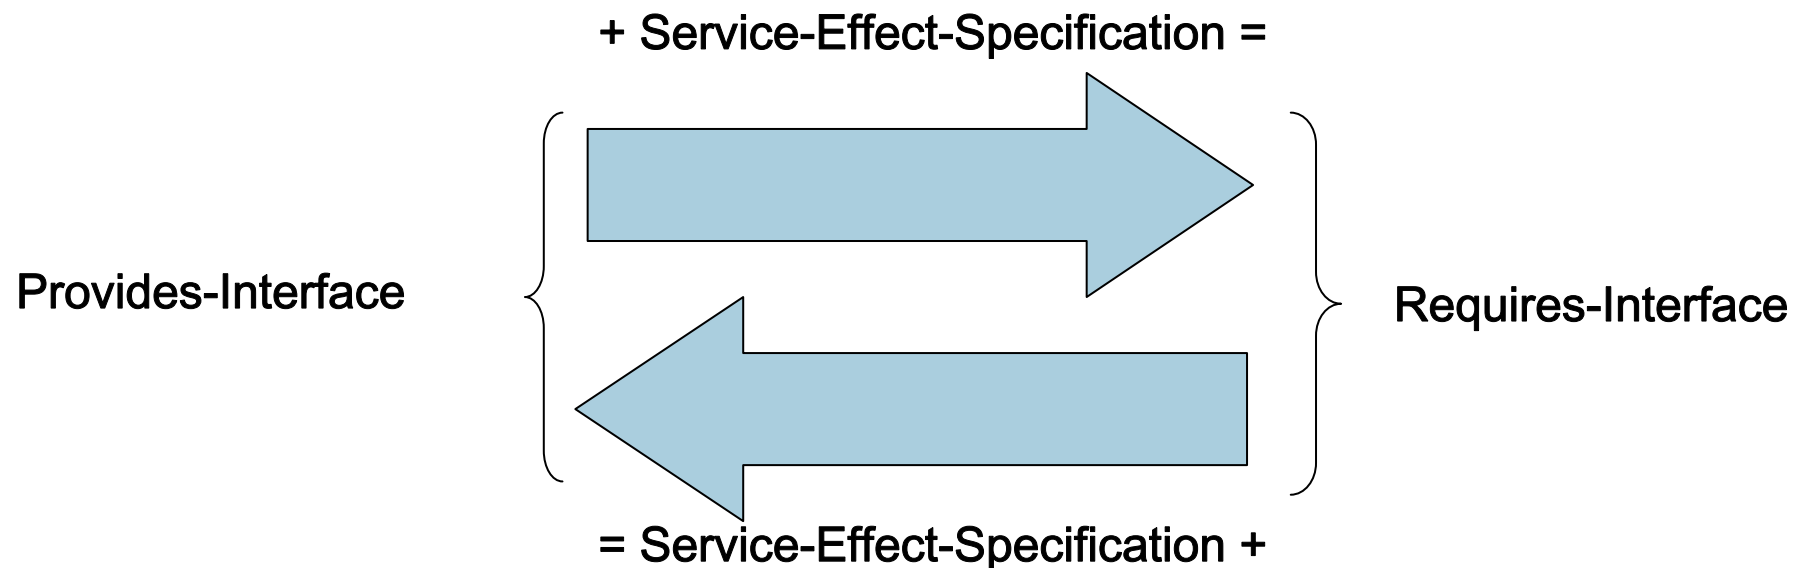 + Service-Effect-Specification =
Provides-Interface
Requires-Interface
= Service-Effect-Specification +